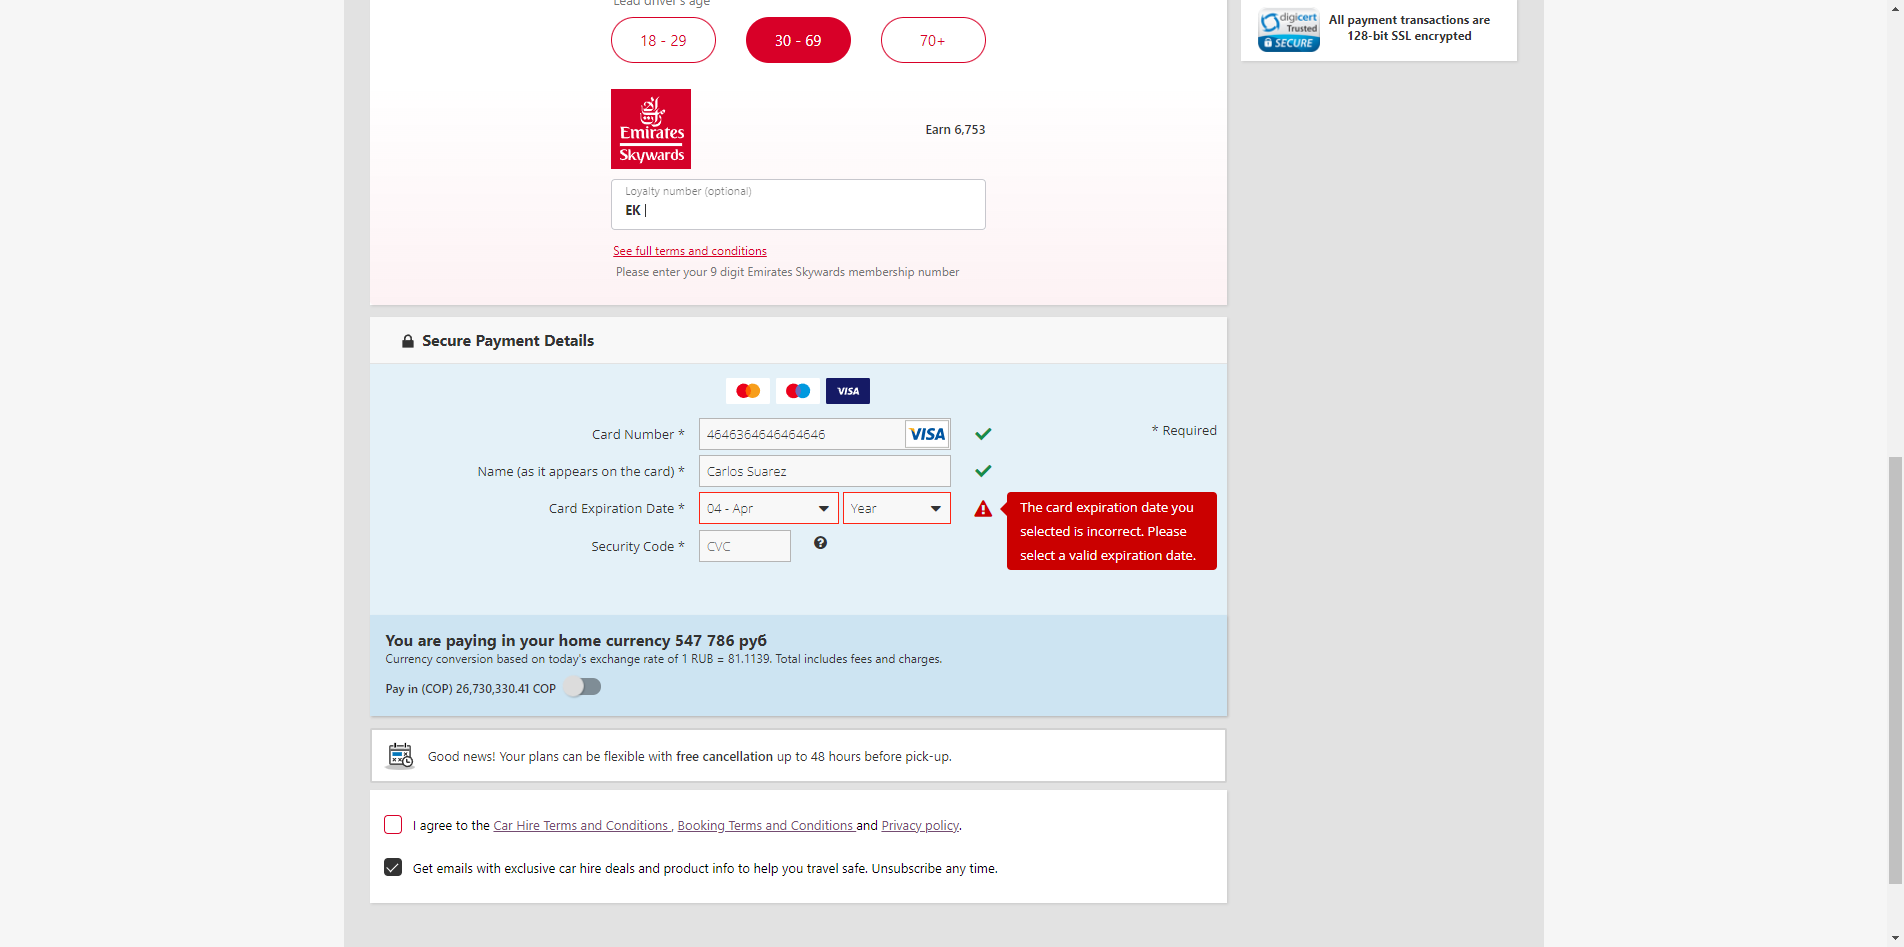 Lead driver's age
18 - 29
30 - 69
70+
Emirates
Skywards
Earn 6,753
Loyalty number (optional)
EK
See full terms and conditions
Please enter your 9 digit Emirates Skywards membership number
digicert
Trusted
SECURE
All payment transactions are
128-bit SSL encrypted
Secure Payment Details
VISA
Card Number *
4646364646464646
VISA
* Required
Name (as it appears on the card) *
Carlos Suarez
Card Expiration Date *
04 - Apr
Year
The card expiration date you
selected is incorrect. Please
select a valid expiration date.
Security Code *
CVC
You are paying in your home currency 547 786 руб
Currency conversion based on today's exchange rate of 1 RUB = 81.1139. Total includes fees and charges.
Pay in (COP) 26,730,330.41 COP
Good news! Your plans can be flexible with free cancellation up to 48 hours before pick-up.
I agree to the Car Hire Terms and Conditions , Booking Terms and Conditions and Privacy policy.
Get emails with exclusive car hire deals and product info to help you travel safe. Unsubscribe any time.